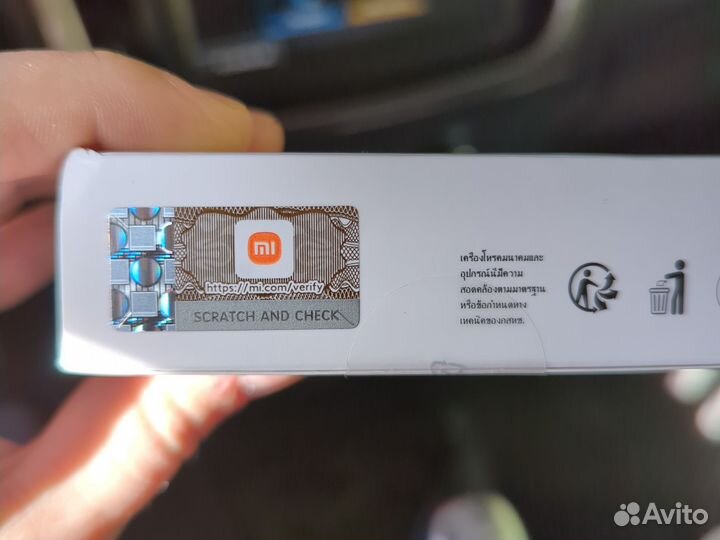 mi
https://mi.com/verify
SCRATCH AND CHECK
เครื่องโทรคมนาคมและ
อุปกรณ์นี้มีความ
สอดคล้องตามมาตรฐาน
หรือข้อกำหนดทาง
เทคนิคของกสทช.
Avito